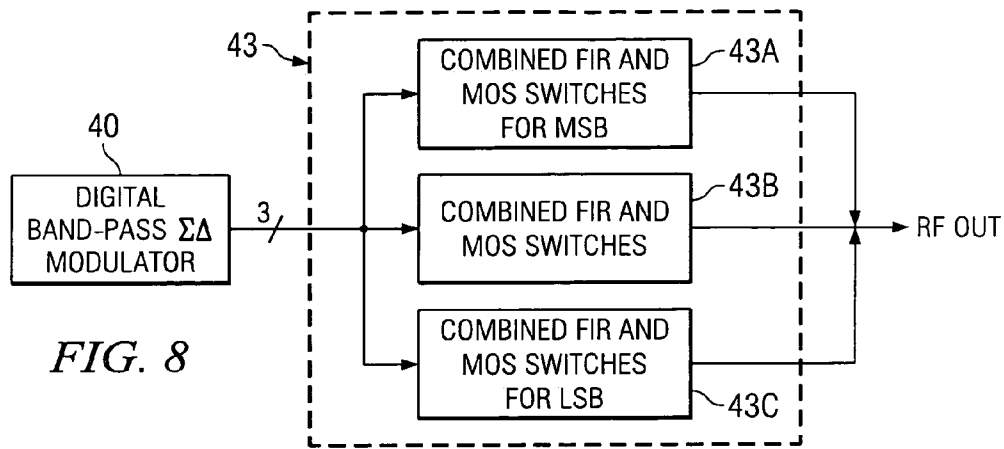 43
COMBINED FIR AND
MOS SWITCHES
FOR MSB
43A
40
DIGITAL
BAND-PASS ΣΔ
MODULATOR
3
COMBINED FIR AND
MOS SWITCHES
43B
RF OUT
COMBINED FIR AND
MOS SWITCHES
FOR LSB
43C
FIG. 8